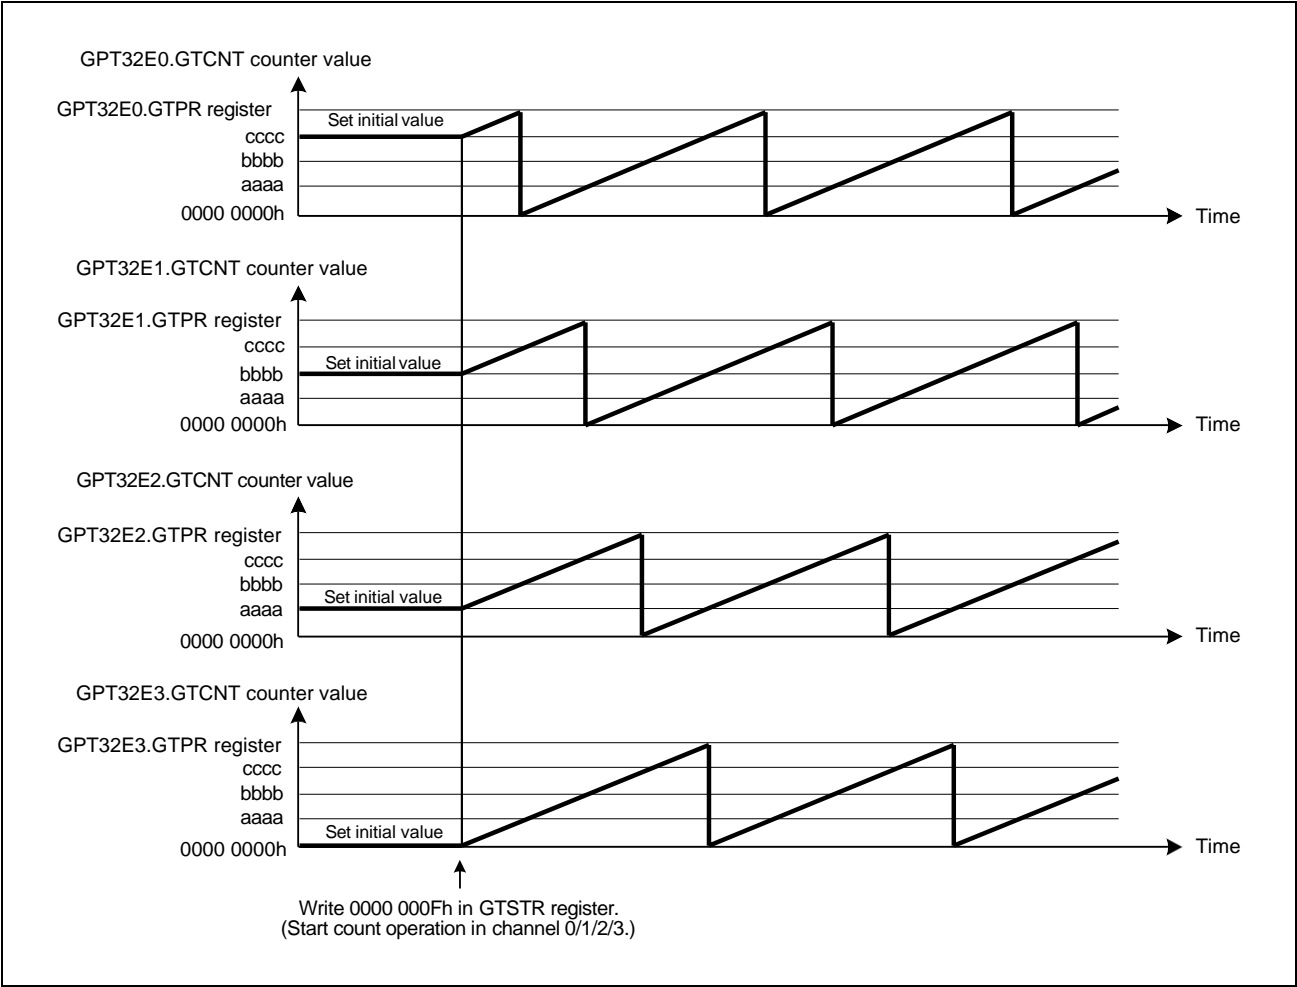 GPT32E0.GTCNT counter value
GPT32E0.GTPR register
Set initial value
cccc
bbbb
aaaa
0000 0000h
Time
GPT32E1.GTCNT counter value
GPT32E1.GTPR register
cccc
Set initial value
bbbb
aaaa
0000 0000h
Time
GPT32E2.GTCNT counter value
GPT32E2.GTPR register
cccc
bbbb
Set initial value
aaaa
0000 0000h
Time
GPT32E3.GTCNT counter value
GPT32E3.GTPR register
cccc
bbbb
aaaa
Set initial value
0000 0000h
Time
Write 0000 000Fh in GTSTR register.
(Start count operation in channel 0/1/2/3.)